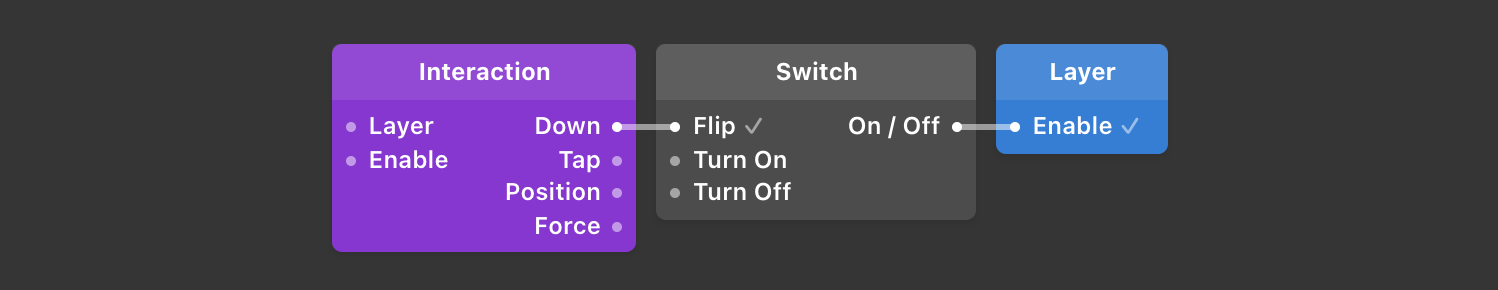 Interaction
Layer Down
Enable Tap
Position
Force
Switch
Flip ✓ On / Off
Turn On
Turn Off
Layer
Enable ✓